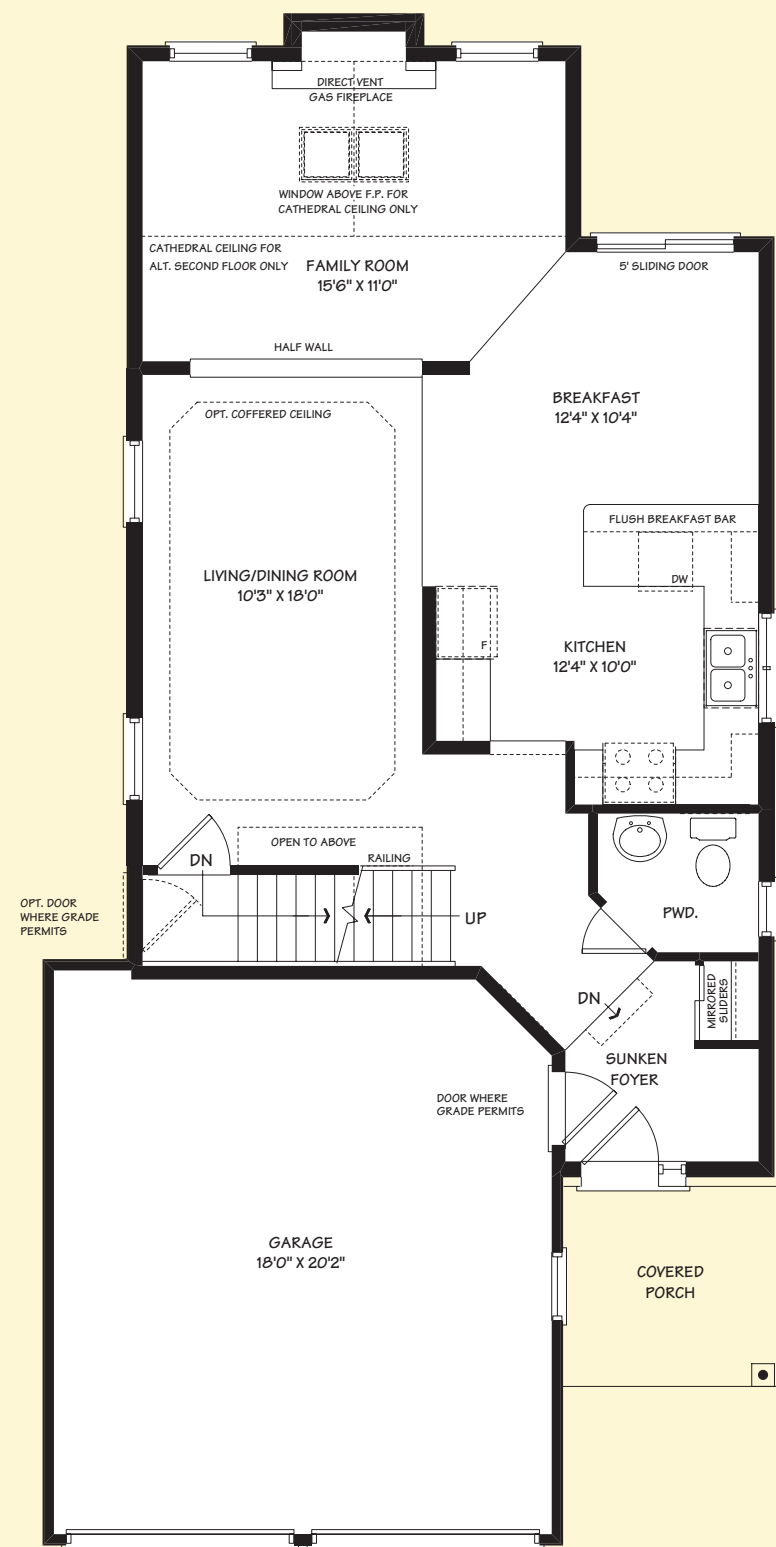 DIRECT VENT
GAS FIREPLACE
WINDOW ABOVE F.P. FOR
CATHEDRAL CEILING ONLY
CATHEDRAL CEILING FOR
ALT. SECOND FLOOR ONLY
FAMILY ROOM
15'6" X 11'0"
5' SLIDING DOOR
HALF WALL
BREAKFAST
12'4" X 10'4"
OPT. COFFERED CEILING
FLUSH BREAKFAST BAR
DW
LIVING/DINING ROOM
10'3" X 18'0"
F
KITCHEN
12'4" X 10'0"
OPEN TO ABOVE
RAILING
DN
UP
OPT. DOOR
WHERE GRADE
PERMITS
PWD.
DN
MIRRORED
SLIDERS
SUNKEN
FOYER
DOOR WHERE
GRADE PERMITS
GARAGE
18'0" X 20'2"
COVERED
PORCH